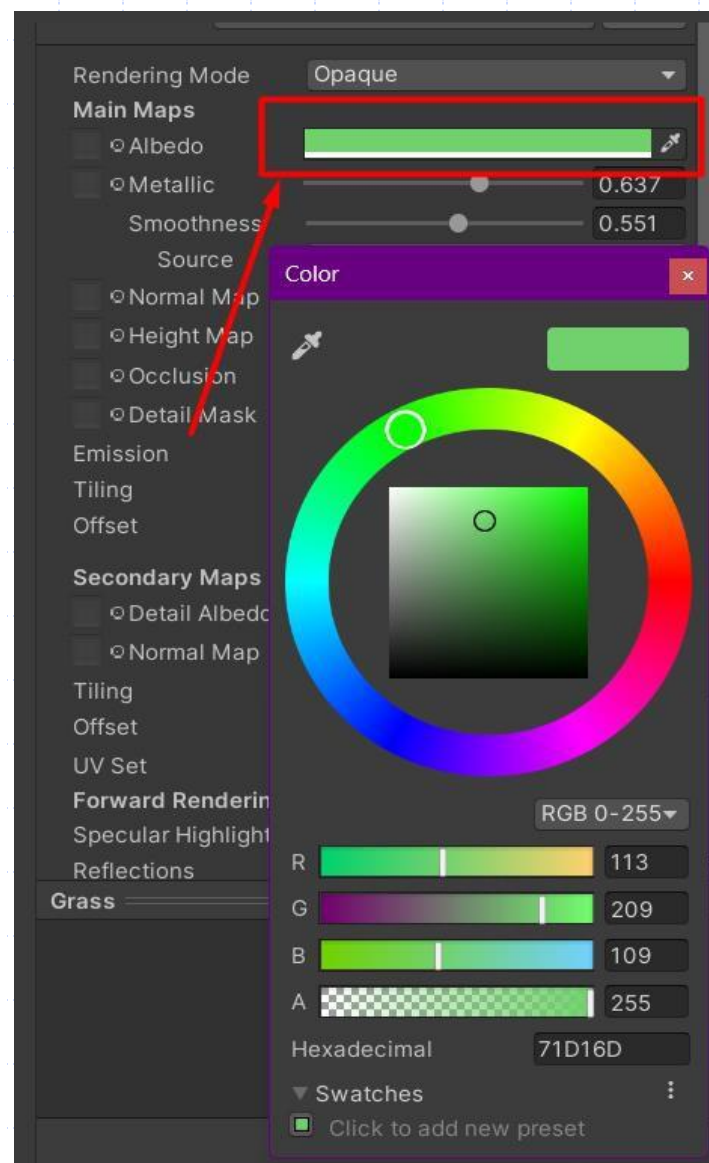 Rendering Mode Opaque
Main Maps
Albedo
Metallic 0.637
Smoothness 0.551
Source
Color
Normal Map
Height Map
Occlusion
Detail Mask
Emission
Tiling
Offset
Secondary Maps
Detail Albedo
Normal Map
Tiling
Offset
UV Set
Forward Renderin
RGB 0-255
Specular Highlight
Reflections
R 113
Grass
G 209
B 109
A 255
Hexadecimal 71D16D
Swatches
Click to add new preset